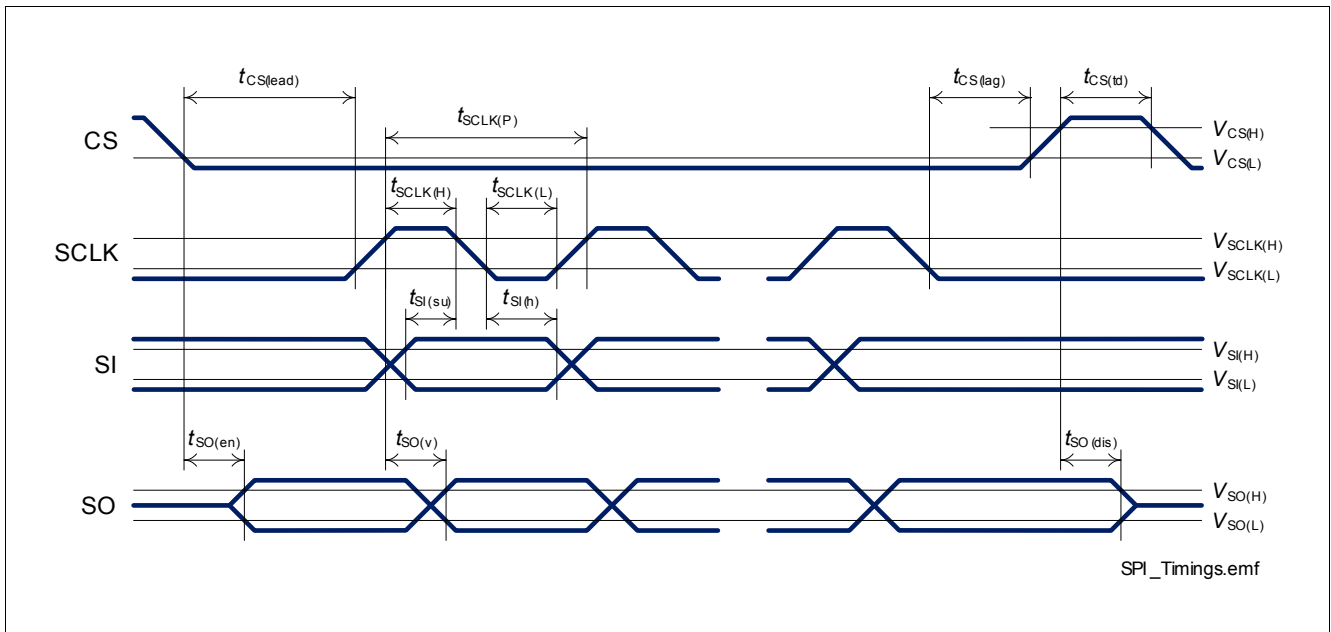 tCS(lead)
tCS(lag)
tCS(td)
tSCLK(P)
CS
VCS(H)
VCS(L)
tSCLK(H)
tSCLK(L)
SCLK
VSCLK(H)
VSCLK(L)
tSI(su)
tSI(h)
SI
VSI(H)
VSI(L)
tSO(en)
tSO(v)
tSO(dis)
SO
VSO(H)
VSO(L)
SPI_Timings.emf